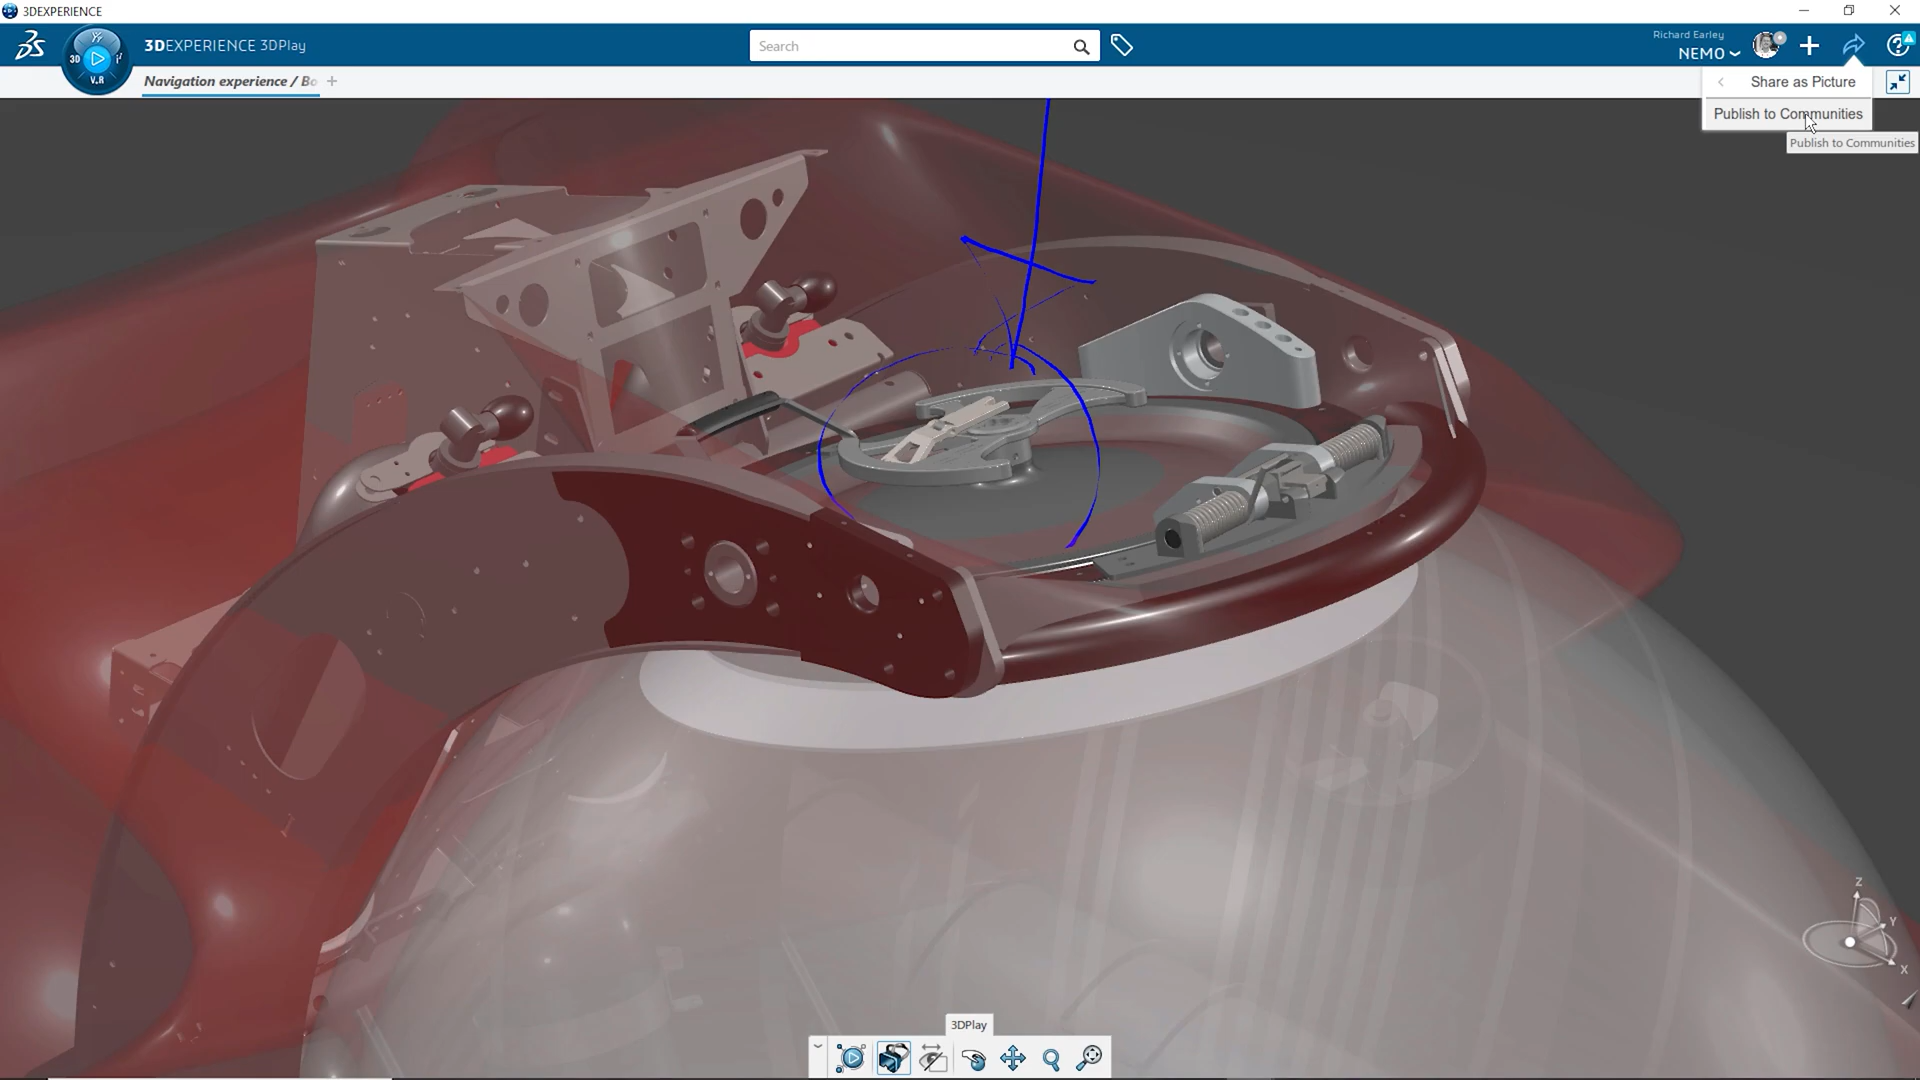 3DEXPERIENCE
3DEXPERIENCE 3DPlay
Search
Richard Earley
NEMO
3D
V.R
Navigation experience / Bo
Share as Picture
Publish to Communities
Publish to Communities
Z
Y
X
3DPlay